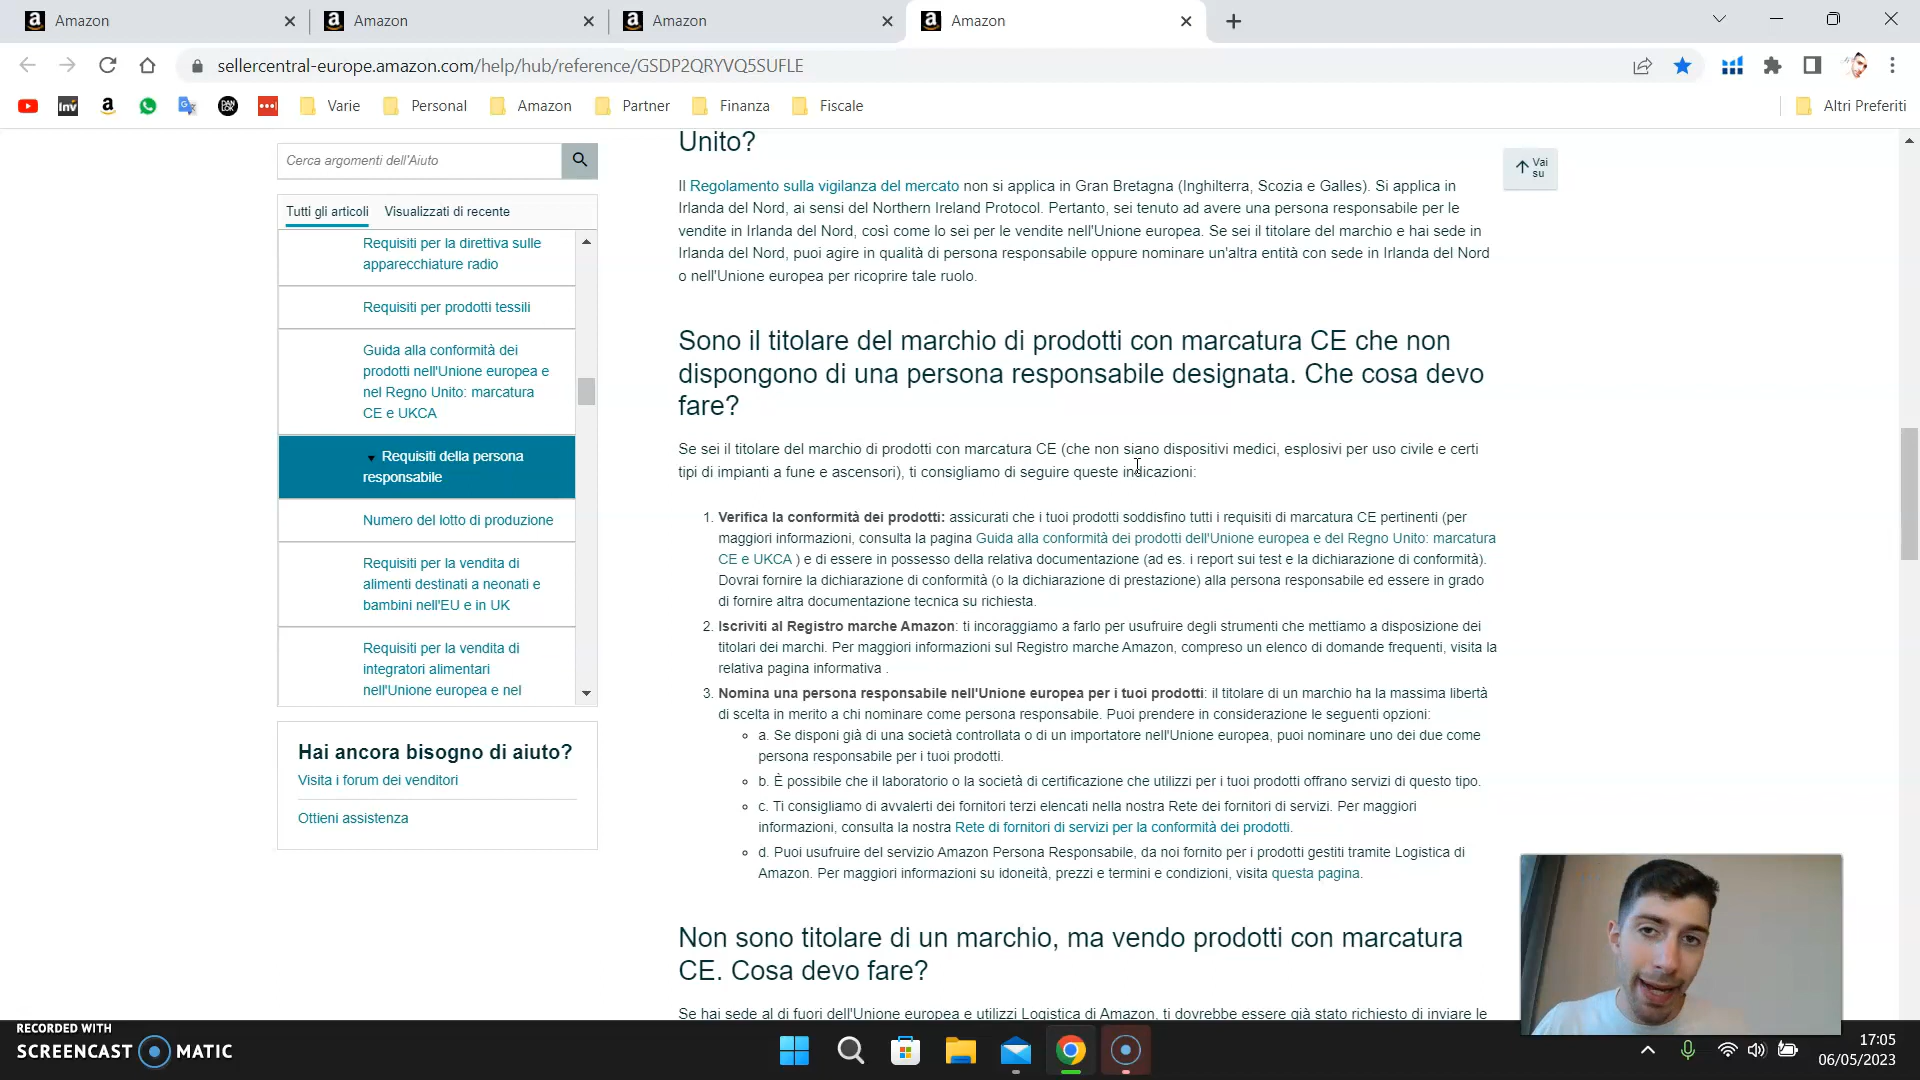 Amazon
Amazon
Amazon
Amazon
sellercentral-europe.amazon.com/help/hub/reference/GSDP2QRYVQ5SUFLE
inv
DAN LOK
Varie
Personal
Amazon
Partner
Finanza
Fiscale
Altri Preferiti
Cerca argomenti dell'Aiuto
Tutti gli articoli
Visualizzati di recente
Requisiti per la direttiva sulle
apparecchiature radio
Requisiti per prodotti tessili
Guida alla conformità dei
prodotti nell'Unione europea e
nel Regno Unito: marcatura
CE e UKCA
Requisiti della persona
responsabile
Numero del lotto di produzione
Requisiti per la vendita di
alimenti destinati a neonati e
bambini nell'EU e in UK
Requisiti per la vendita di
integratori alimentari
nell'Unione europea e nel
Hai ancora bisogno di aiuto?
Visita i forum dei venditori
Ottieni assistenza
Unito?
Vai
su
Il Regolamento sulla vigilanza del mercato non si applica in Gran Bretagna (Inghilterra, Scozia e Galles). Si applica in
Irlanda del Nord, ai sensi del Northern Ireland Protocol. Pertanto, sei tenuto ad avere una persona responsabile per le
vendite in Irlanda del Nord, così come lo sei per le vendite nell'Unione europea. Se sei il titolare del marchio e hai sede in
Irlanda del Nord, puoi agire in qualità di persona responsabile oppure nominare un'altra entità con sede in Irlanda del Nord
o nell'Unione europea per ricoprire tale ruolo.
Sono il titolare del marchio di prodotti con marcatura CE che non
dispongono di una persona responsabile designata. Che cosa devo
fare?
Se sei il titolare del marchio di prodotti con marcatura CE (che non siano dispositivi medici, esplosivi per uso civile e certi
tipi di impianti a fune e ascensori), ti consigliamo di seguire queste indicazioni:
1. Verifica la conformità dei prodotti: assicurati che i tuoi prodotti soddisfino tutti i requisiti di marcatura CE pertinenti (per
maggiori informazioni, consulta la pagina Guida alla conformità dei prodotti dell'Unione europea e del Regno Unito: marcatura
CE e UKCA ) e di essere in possesso della relativa documentazione (ad es. i report sui test e la dichiarazione di conformità).
Dovrai fornire la dichiarazione di conformità (o la dichiarazione di prestazione) alla persona responsabile ed essere in grado
di fornire altra documentazione tecnica su richiesta.
2. Iscriviti al Registro marche Amazon: ti incoraggiamo a farlo per usufruire degli strumenti che mettiamo a disposizione dei
titolari dei marchi. Per maggiori informazioni sul Registro marche Amazon, compreso un elenco di domande frequenti, visita la
relativa pagina informativa .
3. Nomina una persona responsabile nell'Unione europea per i tuoi prodotti: il titolare di un marchio ha la massima libertà
di scelta in merito a chi nominare come persona responsabile. Puoi prendere in considerazione le seguenti opzioni:
a. Se disponi già di una società controllata o di un importatore nell'Unione europea, puoi nominare uno dei due come
persona responsabile per i tuoi prodotti.
b. È possibile che il laboratorio o la società di certificazione che utilizzi per i tuoi prodotti offrano servizi di questo tipo.
c. Ti consigliamo di avvalerti dei fornitori terzi elencati nella nostra Rete dei fornitori di servizi. Per maggiori
informazioni, consulta la nostra Rete di fornitori di servizi per la conformità dei prodotti.
d. Puoi usufruire del servizio Amazon Persona Responsabile, da noi fornito per i prodotti gestiti tramite Logistica di
Amazon. Per maggiori informazioni su idoneità, prezzi e termini e condizioni, visita questa pagina.
Non sono titolare di un marchio, ma vendo prodotti con marcatura
CE. Cosa devo fare?
Se hai sede al di fuori dell'Unione europea e utilizzi Logistica di Amazon, ti dovrebbe essere già stato richiesto di inviare le
RECORDED WITH
SCREENCAST MATIC
17:05
06/05/2023